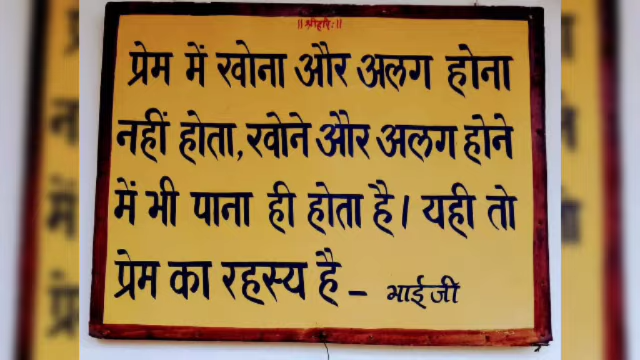 ॥श्रीहरिः॥
प्रेम में खोना और अलग होना
नहीं होता, खोने और अलग होने
में भी पाना ही होता है। यही तो
प्रेम का रहस्य है – भाईजी